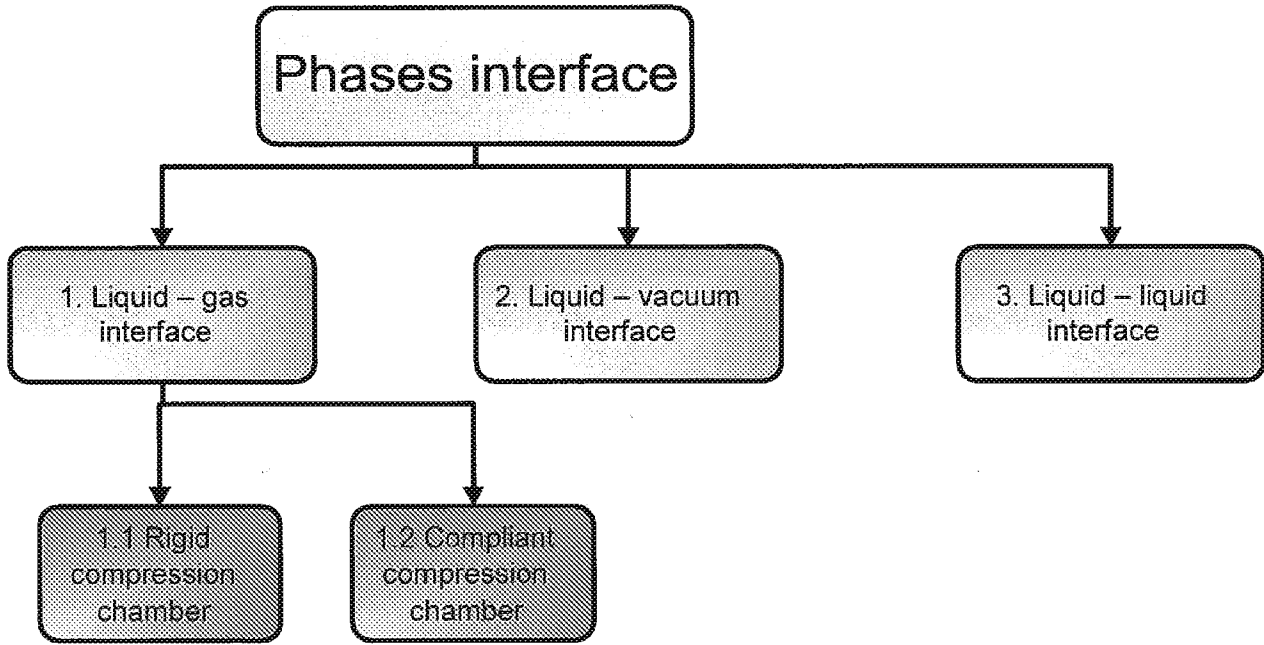 Phases interface
1. Liquid – gas
interface
2. Liquid – vacuum
interface
3. Liquid – liquid
interface
1.1 Rigid
compression
chamber
1.2 Compliant
compression
chamber